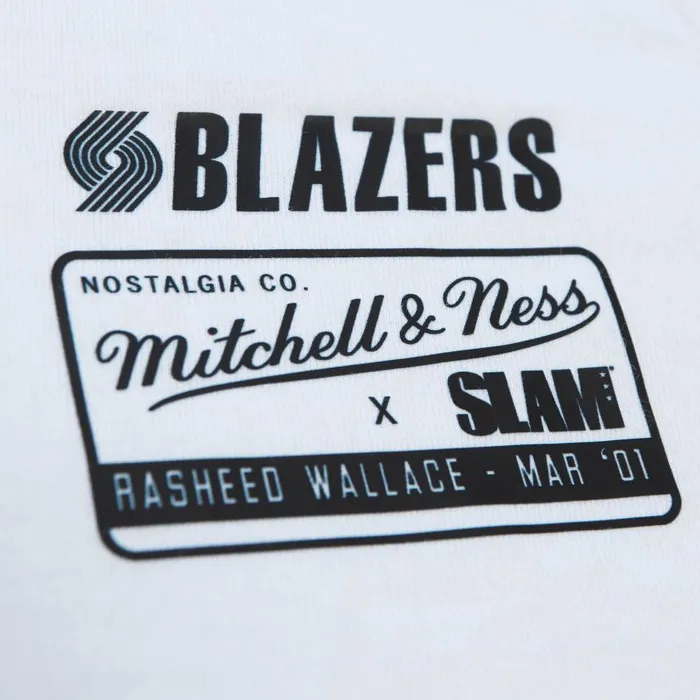 BLAZERS
NOSTALGIA CO.
Mitchell & Ness
X SLAM
RASHEED WALLACE - MAR '01